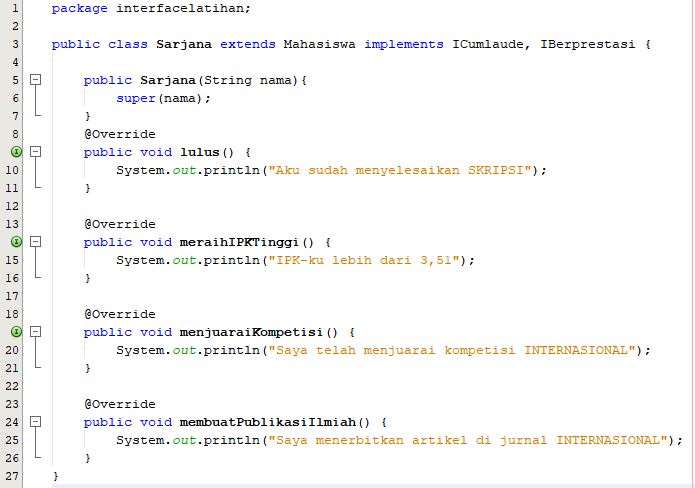 1 package interfacelatihan;
2
3 public class Sarjana extends Mahasiswa implements ICumlaude, IBerprestasi {
4
5 public Sarjana(String nama){
6 super(nama);
7 }
8 @Override
public void lulus() {
10 System.out.println("Aku sudah menyelesaikan SKRIPSI");
11 }
12
13 @Override
public void meraihIPKTinggi() {
15 System.out.println("IPK-ku lebih dari 3,51");
16 }
17
18 @Override
public void menjuaraiKompetisi() {
20 System.out.println("Saya telah menjuarai kompetisi INTERNASIONAL");
21 }
22
23 @Override
24 public void membuatPublikasiIlmiah() {
25 System.out.println("Saya menerbitkan artikel di jurnal INTERNASIONAL");
26 }
27 }